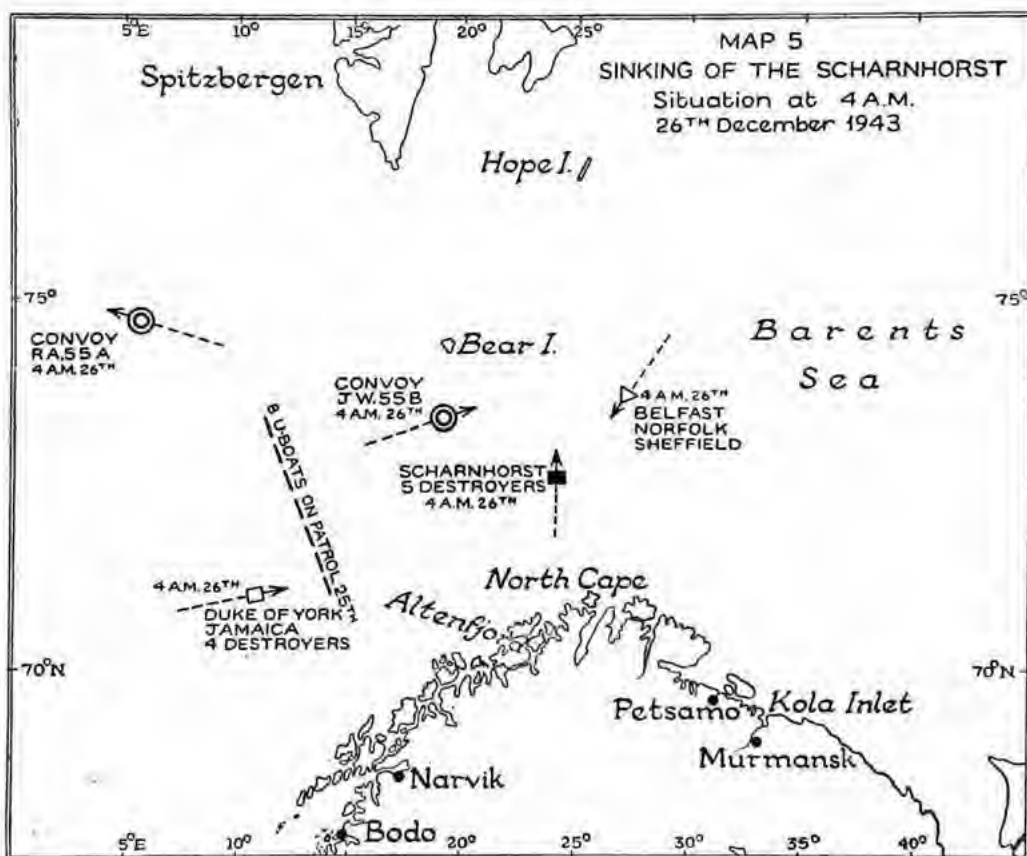 5°E 10° 15° 20° 25°
MAP 5
SINKING OF THE SCHARNHORST
Situation at 4 A.M.
26TH December 1943
Spitzbergen
Hope I.
75° 75°
CONVOY
RA.55A
4 A.M. 26TH
Bear I.
Barents
Sea
CONVOY
J W. 55B
4 A.M. 26TH
4 A.M. 26TH
BELFAST
NORFOLK
SHEFFIELD
8 U-BOATS ON PATROL 25TH
SCHARNHORST
5 DESTROYERS
4 A.M. 26TH
4 A.M. 26TH
DUKE OF YORK
JAMAICA
4 DESTROYERS
North Cape
Altenfjo
70°N 70°N
Petsamo
Kola Inlet
Murmansk
Narvik
Bodo
5°E 10° 15° 20° 25° 30° 35° 40°